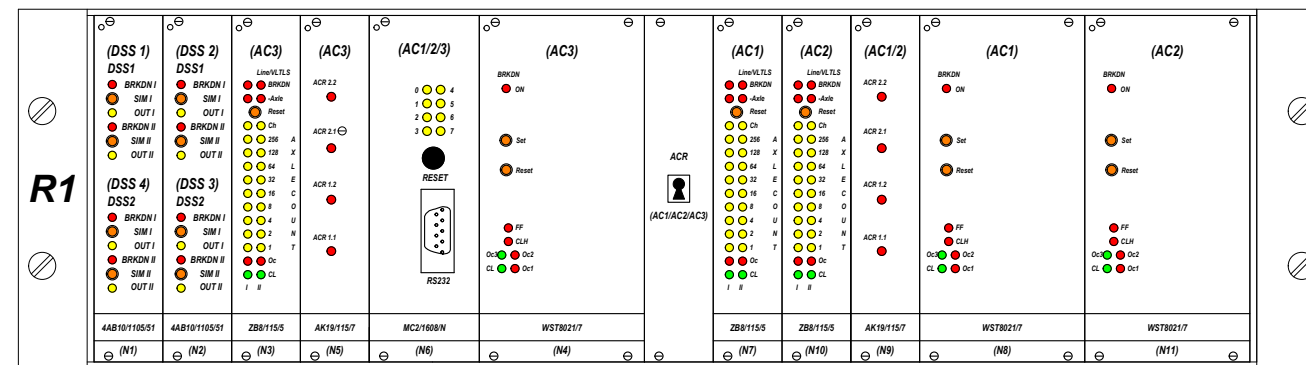 R1
(DSS 1)
DSS1
BRKDN I
SIM I
OUT I
BRKDN II
SIM II
OUT II
(DSS 4)
DSS2
BRKDN I
SIM I
OUT I
BRKDN II
SIM II
OUT II
4AB10/1105/51
(N1)
(DSS 2)
DSS1
BRKDN I
SIM I
OUT I
BRKDN II
SIM II
OUT II
(DSS 3)
DSS2
BRKDN I
SIM I
OUT I
BRKDN II
SIM II
OUT II
4AB10/1105/51
(N2)
(AC3)
Line/VLTLS
BRKDN
-Axle
Reset
Ch
256 A
128 X
64 L
32 E
16 C
8 O
4 U
2 N
1 T
Oc
CL
I II
ZB8/115/5
(N3)
(AC3)
ACR 2.2
ACR 2.1
ACR 1.2
ACR 1.1
AK19/115/7
(N5)
(AC1/2/3)
0 4
1 5
2 6
3 7
RESET
RS232
MC2/1608/N
(N6)
(AC3)
BRKDN
ON
Set
Reset
FF
CLH
Oc3 Oc2
CL Oc1
WST8021/7
(N4)
ACR
(AC1/AC2/AC3)
(AC1)
Line/VLTLS
BRKDN
-Axle
Reset
Ch
256 A
128 X
64 L
32 E
16 C
8 O
4 U
2 N
1 T
Oc
CL
I II
ZB8/115/5
(N7)
(AC2)
Line/VLTLS
BRKDN
-Axle
Reset
Ch
256 A
128 X
64 L
32 E
16 C
8 O
4 U
2 N
1 T
Oc
CL
I II
ZB8/115/5
(N10)
(AC1/2)
ACR 2.2
ACR 2.1
ACR 1.2
ACR 1.1
AK19/115/7
(N9)
(AC1)
BRKDN
ON
Set
Reset
FF
CLH
Oc3 Oc2
CL Oc1
WST8021/7
(N8)
(AC2)
BRKDN
ON
Set
Reset
FF
CLH
Oc3 Oc2
CL Oc1
WST8021/7
(N11)